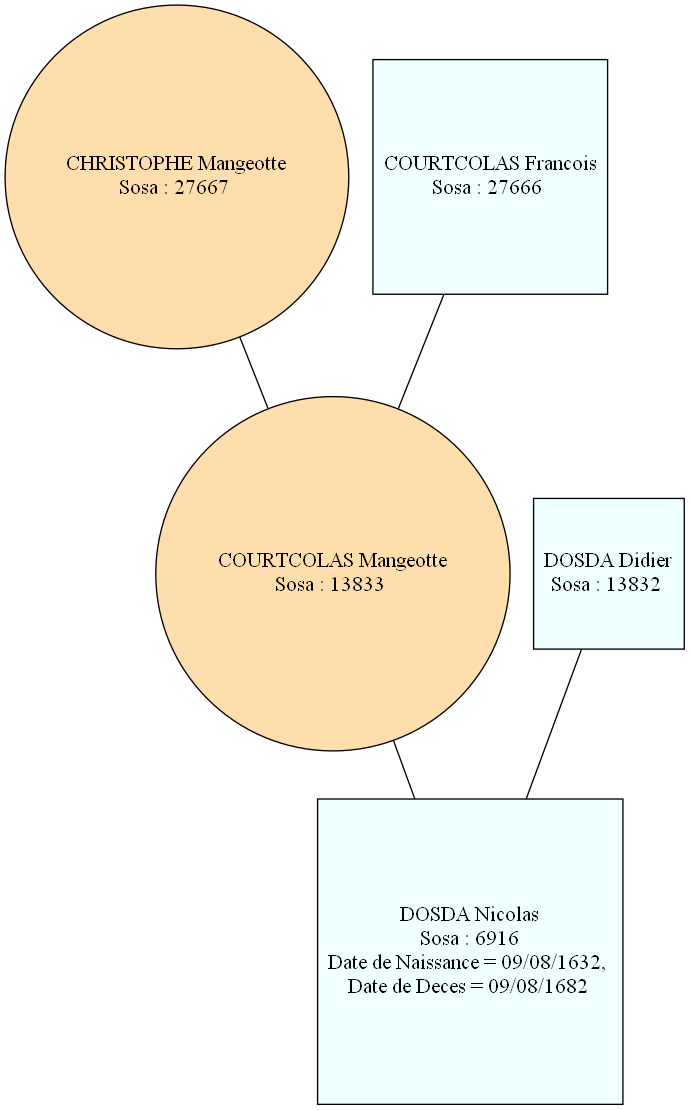 CHRISTOPHE Mangeotte
Sosa : 27667
COURTCOLAS Francois
Sosa : 27666
COURTCOLAS Mangeotte
Sosa : 13833
DOSDA Didier
Sosa : 13832
DOSDA Nicolas
Sosa : 6916
Date de Naissance = 09/08/1632,
Date de Deces = 09/08/1682